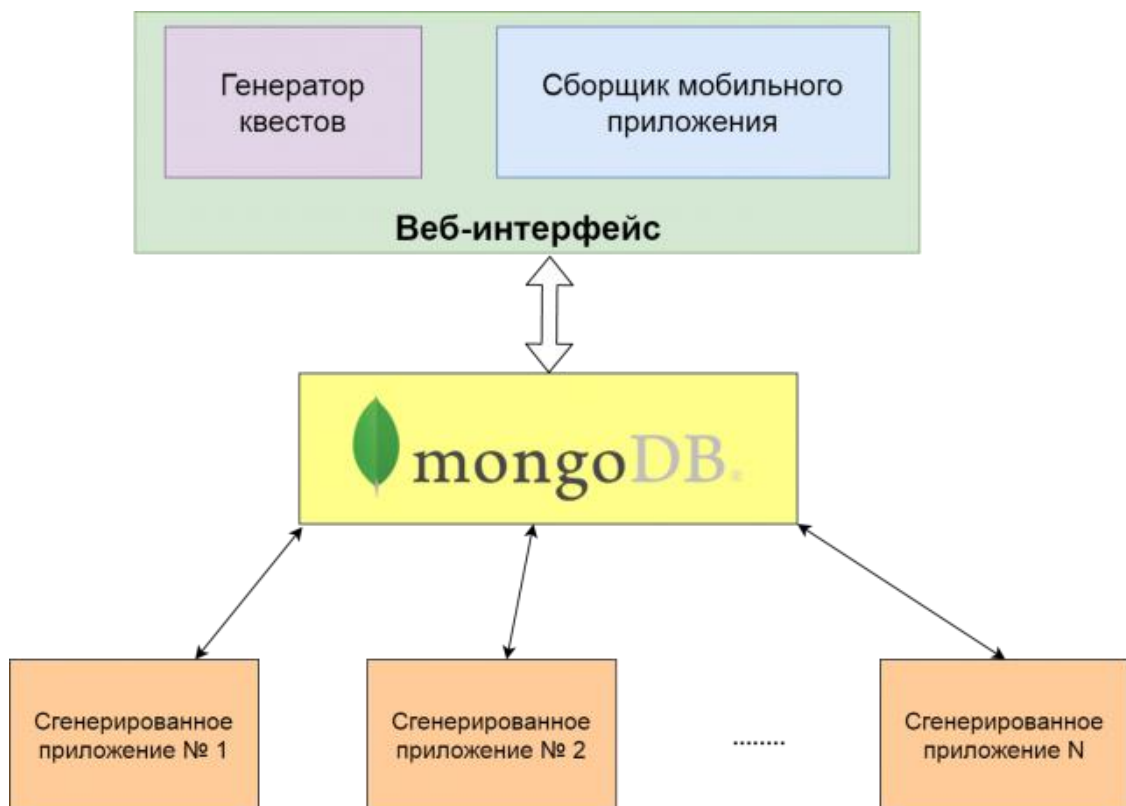 Генератор
квестов
Сборщик мобильного
приложения
Веб-интерфейс
mongoDB
Сгенерированное
приложение № 1
Сгенерированное
приложение № 2
........
Сгенерированное
приложение N